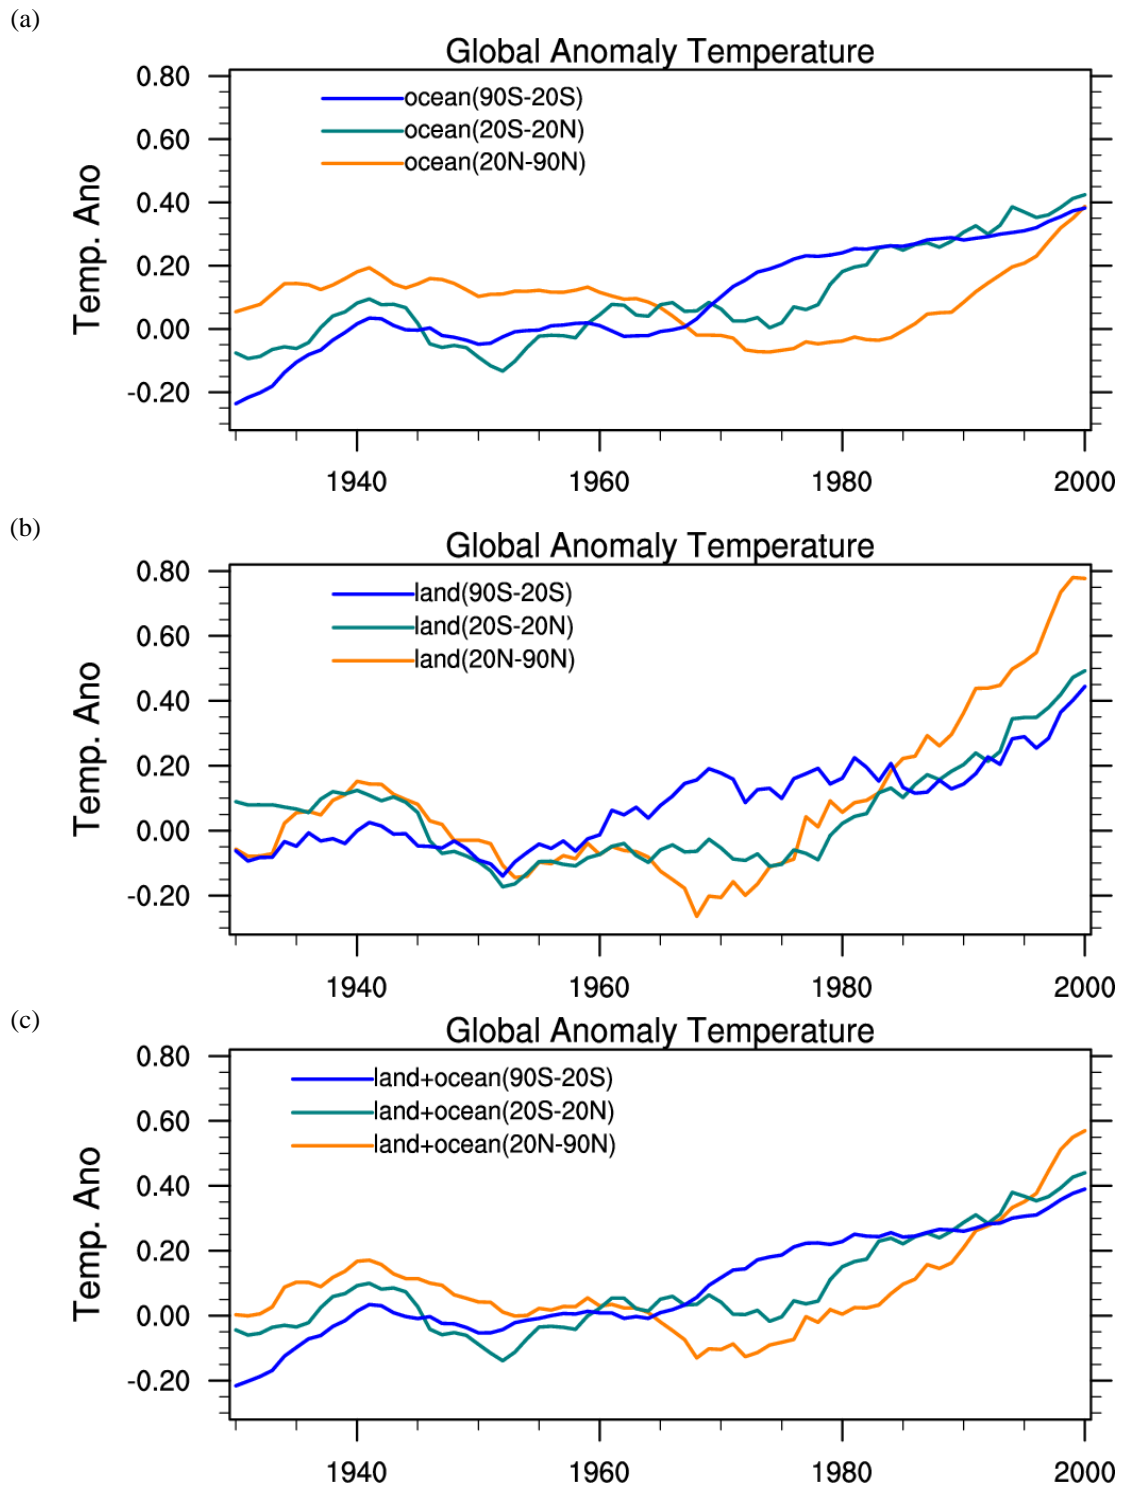 (a)
Global Anomaly Temperature
0.80
0.60
0.40
0.20
0.00
-0.20
Temp. Ano
ocean(90S-20S)
ocean(20S-20N)
ocean(20N-90N)
1940 1960 1980 2000
(b)
Global Anomaly Temperature
0.80
0.60
0.40
0.20
0.00
-0.20
Temp. Ano
land(90S-20S)
land(20S-20N)
land(20N-90N)
1940 1960 1980 2000
(c)
Global Anomaly Temperature
0.80
0.60
0.40
0.20
0.00
-0.20
Temp. Ano
land+ocean(90S-20S)
land+ocean(20S-20N)
land+ocean(20N-90N)
1940 1960 1980 2000